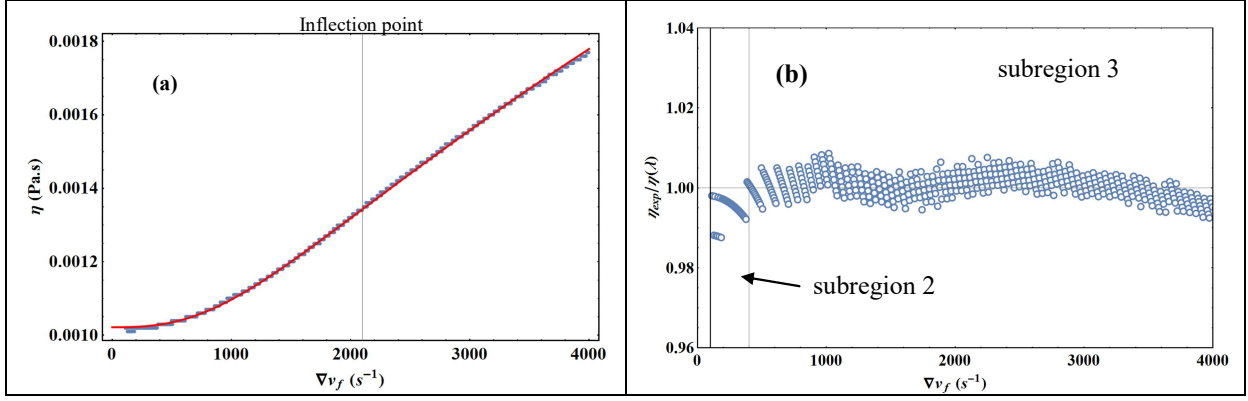 Inflection point
0.0018
0.0016
0.0014
0.0012
0.0011
0.0010
η (Pa.s)
(a)
0 1000 2000 3000 4000
∇v_f (s⁻¹)
1.04
1.02
1.00
0.98
0.96
η_exp/η(λ)
(b)
subregion 3
subregion 2
0 1000 2000 3000 4000
∇v_f (s⁻¹)